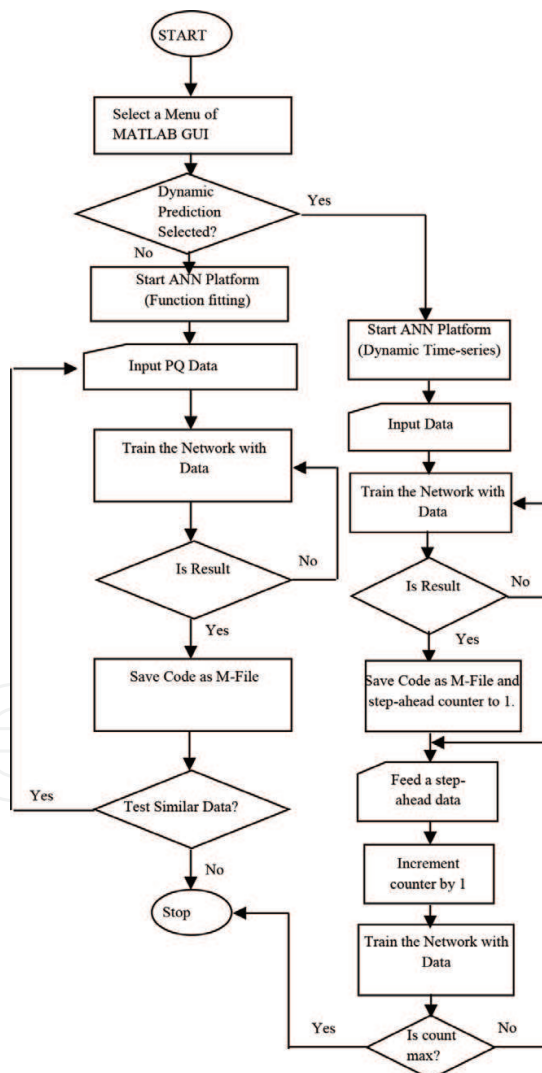 START
Select a Menu of
MATLAB GUI
Dynamic
Prediction
Selected?
Yes
No
Start ANN Platform
(Function fitting)
Input PQ Data
Train the Network with
Data
Is Result
No
Yes
Save Code as M-File
Test Similar Data?
Yes
No
Stop
Start ANN Platform
(Dynamic Time-series)
Input Data
Train the Network with
Data
Is Result
No
Yes
Save Code as M-File and
step-ahead counter to 1.
Feed a step-
ahead data
Increment
counter by 1
Train the Network with
Data
Is count
max?
Yes
No